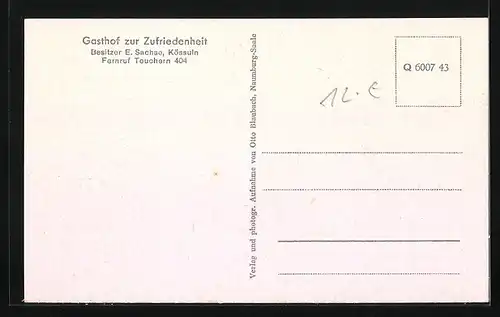 Gasthof zur Zufriedenheit
Besitzer E. Sachse, Kössuln
Fernruf Teuchern 404
Verlag und photogr. Aufnahme von Otto Blaubach, Naumburg-Saale
Q 6007 43
12.-€